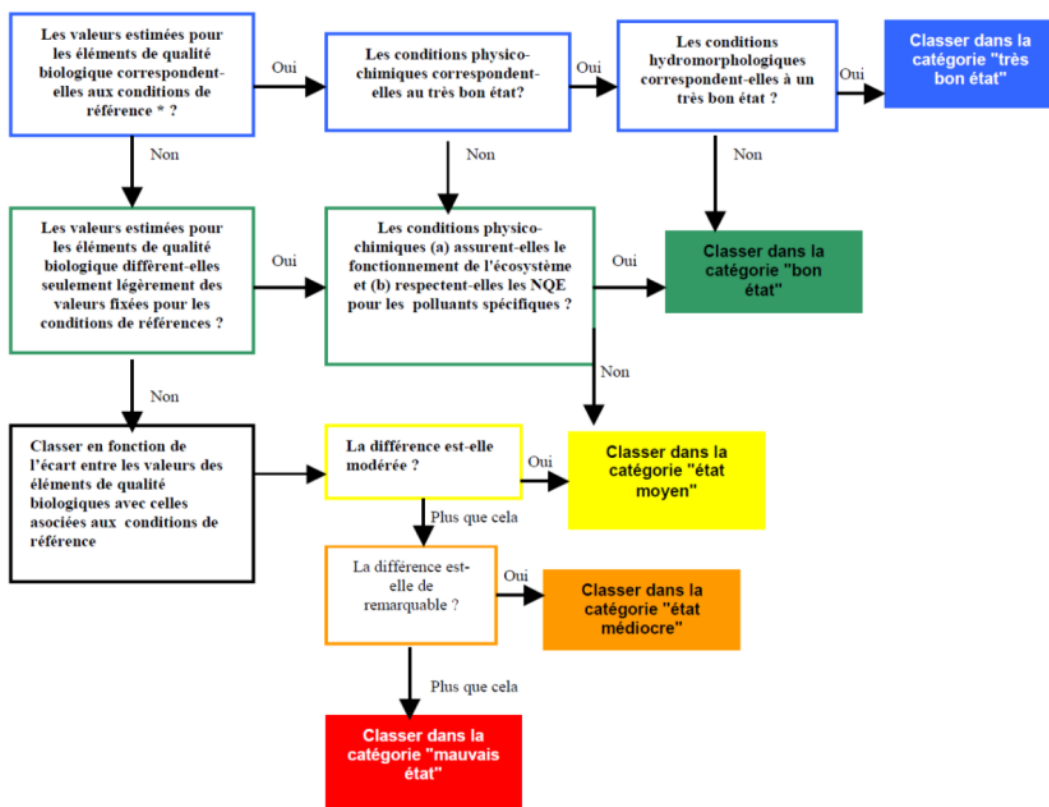 Les valeurs estimées pour
les éléments de qualité
biologique correspondent-
elles aux conditions de
référence * ?
Oui
Les conditions physico-
chimiques correspondent-
elles au très bon état?
Oui
Les conditions
hydromorphologiques
correspondent-elles à un
très bon état ?
Oui
Classer dans la
catégorie "très
bon état"
Non
Non
Non
Les valeurs estimées pour
les éléments de qualité
biologique diffèrent-elles
seulement légèrement des
valeurs fixées pour les
conditions de références ?
Oui
Les conditions physico-
chimiques (a) assurent-elles le
fonctionnement de l'écosystème
et (b) respectent-elles les NQE
pour les polluants spécifiques ?
Oui
Classer dans la
catégorie "bon
état"
Non
Non
Classer en fonction de
l'écart entre les valeurs des
éléments de qualité
biologiques avec celles
asociées aux conditions de
référence
La différence est-elle
modérée ?
Oui
Classer dans la
catégorie "état
moyen"
Plus que cela
La différence est-
elle de
remarquable ?
Oui
Classer dans la
catégorie "état
médiocre"
Plus que cela
Classer dans la
catégorie "mauvais
état"